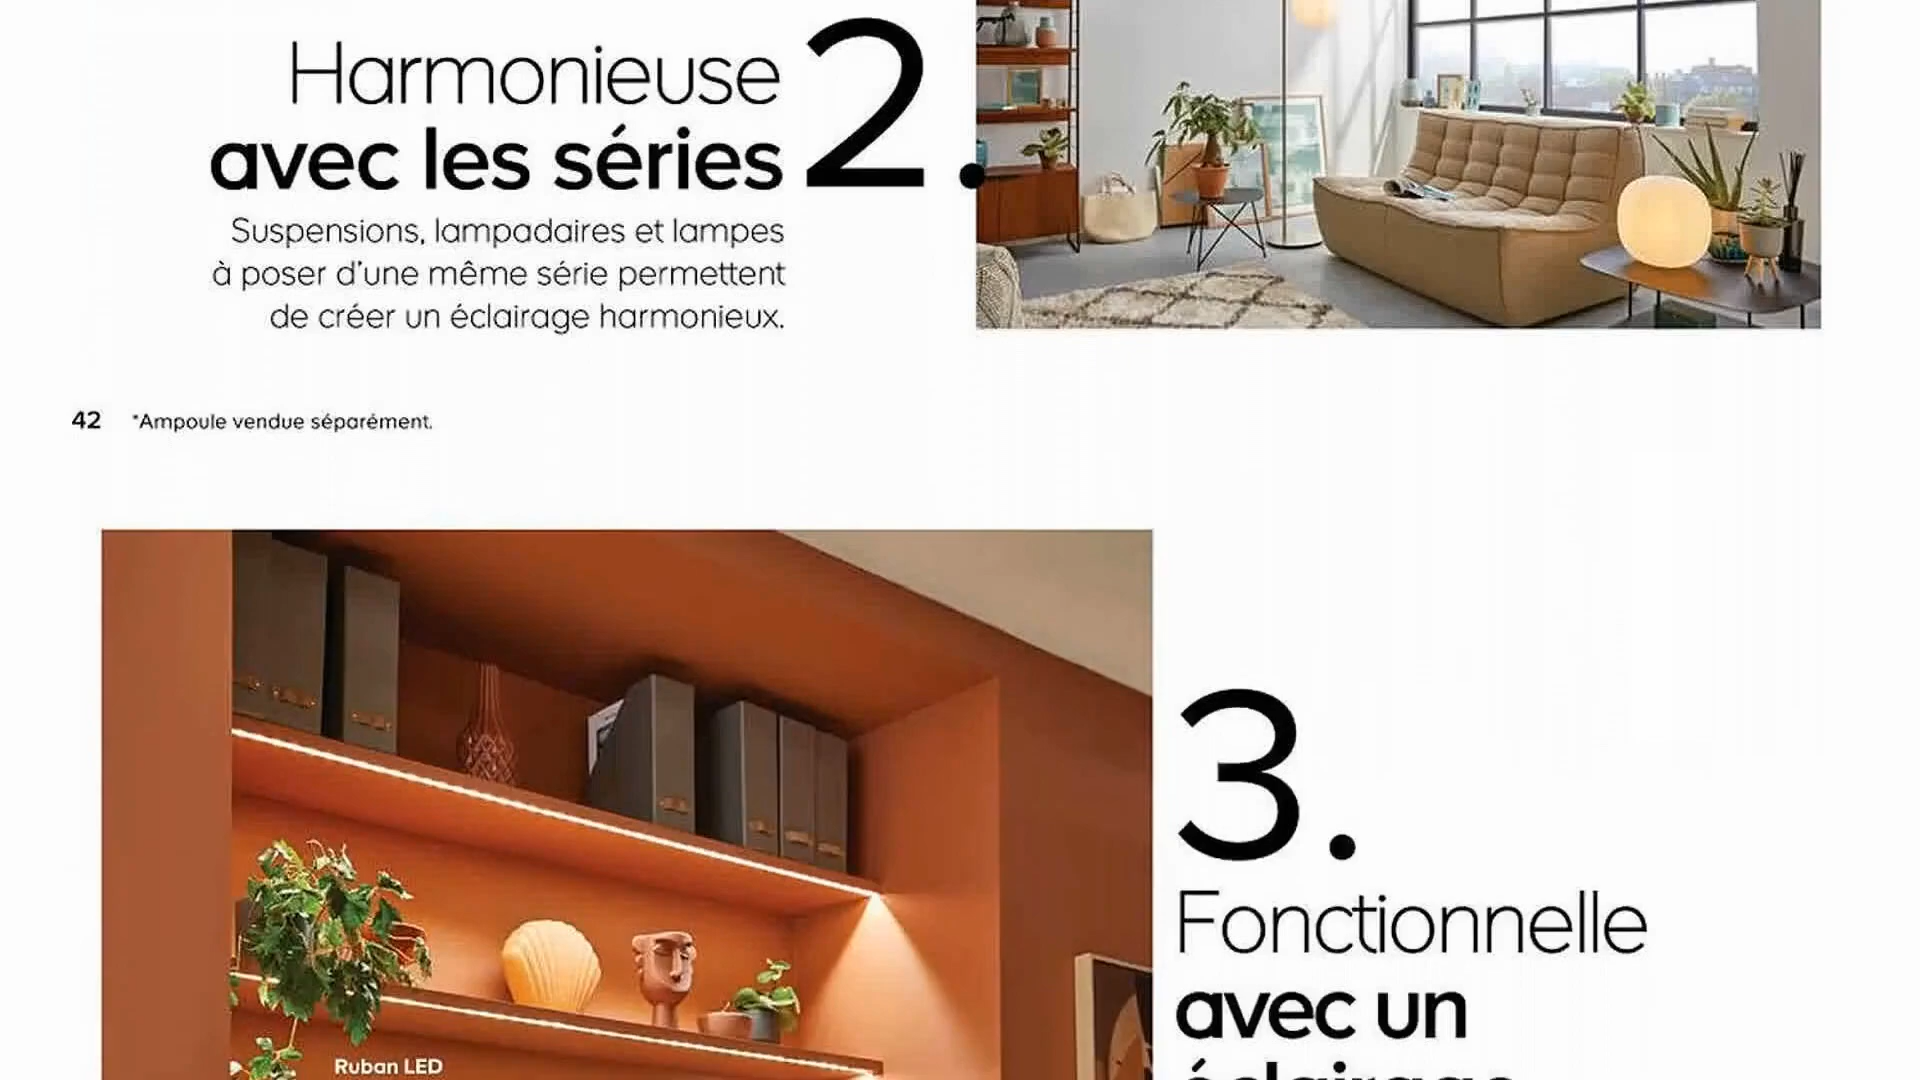 Harmonieuse
avec les séries
2.
Suspensions, lampadaires et lampes
à poser d'une même série permettent
de créer un éclairage harmonieux.
42 *Ampoule vendue séparément.
3.
Fonctionnelle
avec un
éclairage
Ruban LED